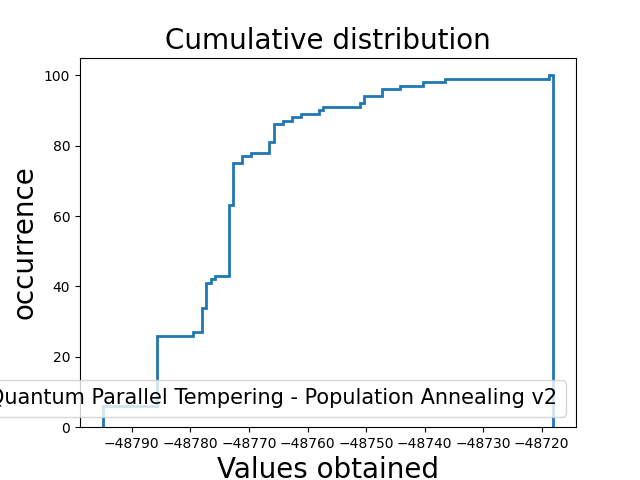 Cumulative distribution
occurrence
100
80
60
40
20
0
Quantum Parallel Tempering - Population Annealing v2
−48790 −48780 −48770 −48760 −48750 −48740 −48730 −48720
Values obtained